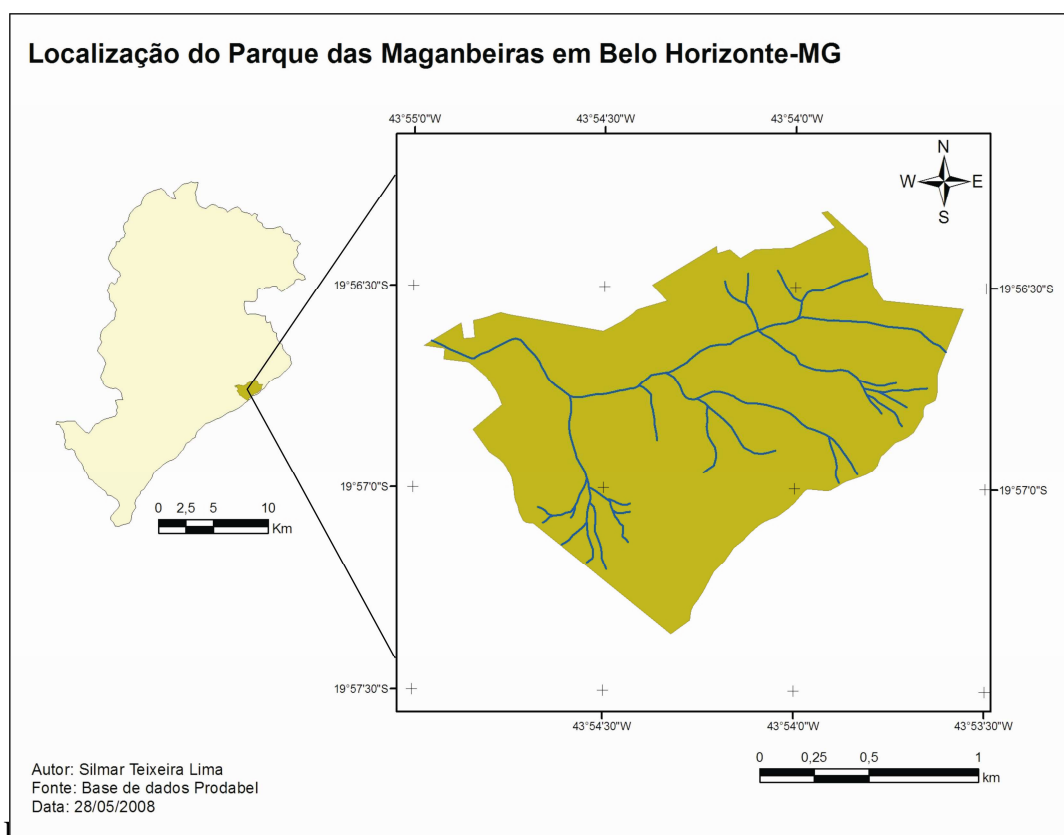 Localização do Parque das Maganbeiras em Belo Horizonte-MG
43°55'0"W 43°54'30"W 43°54'0"W
N
W E
S
19°56'30"S 19°56'30"S
19°57'0"S 19°57'0"S
0 2,5 5 10
Km
19°57'30"S
43°54'30"W 43°54'0"W 43°53'30"W
0 0,25 0,5 1
km
Autor: Silmar Teixeira Lima
Fonte: Base de dados Prodabel
Data: 28/05/2008